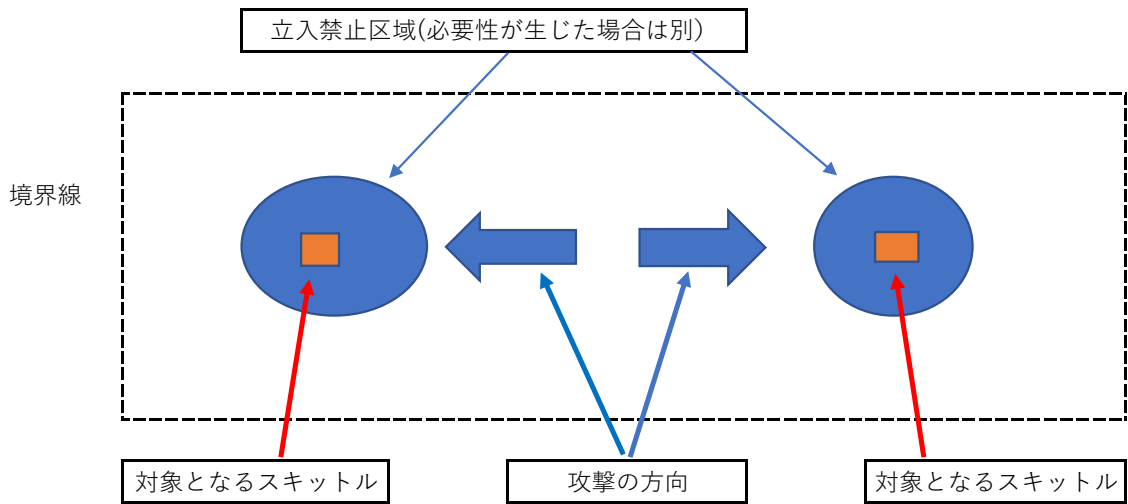 立入禁止区域(必要性が生じた場合は別)
境界線
対象となるスキットル
攻撃の方向
対象となるスキットル